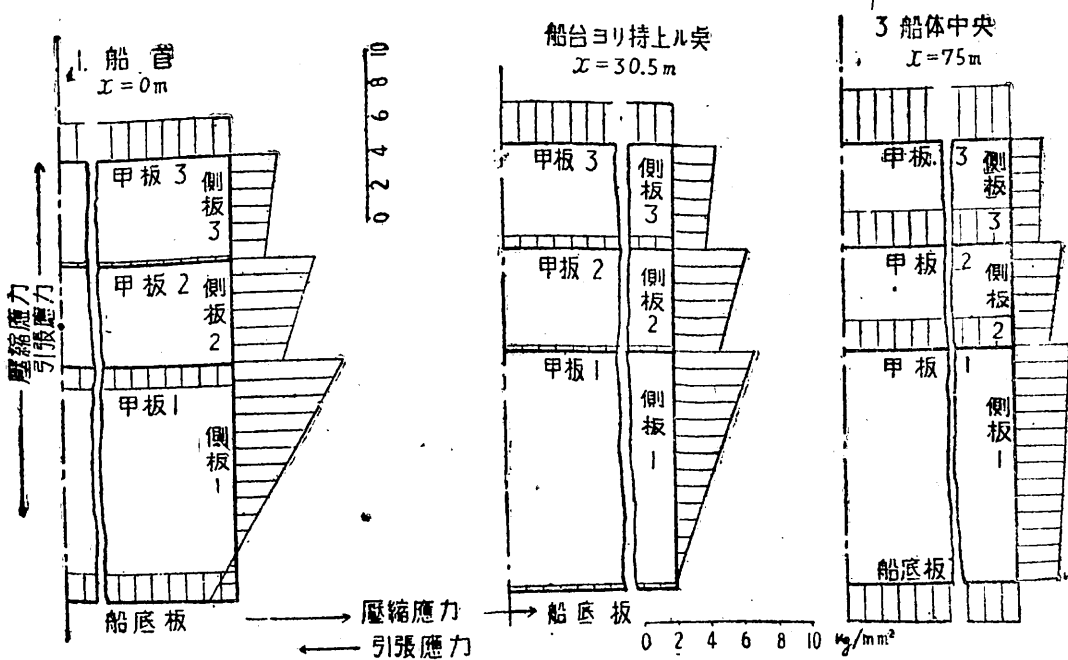 1. 船首
x=0m
10
8
6
4
2
0
甲板 3
側板3
甲板 2
側板2
甲板1
側板1
船底板
壓縮應力
引張應力
船台ヨリ持上ル点
x=30.5m
甲板 3
側板3
甲板 2
側板2
甲板1
側板1
船底板
3 船体中央
x=75m
甲板 3
側板3
甲板 2
側板2
甲板 1
側板1
船底板
壓縮應力
引張應力
0 2 4 6 8 10 kg/mm²